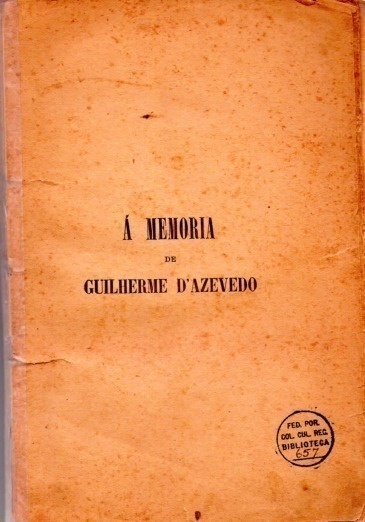 Á MEMORIA
DE
GUILHERME D'AZEVEDO
FED. POR.
COL. CUL. REC.
BIBLIOTECA
657